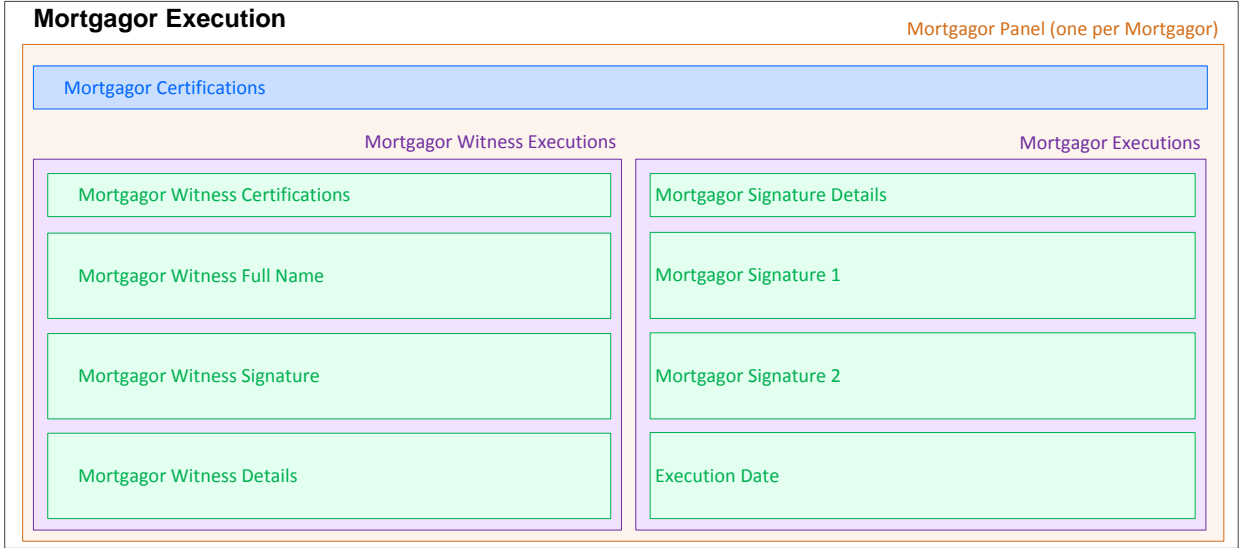 Mortgagor Execution
Mortgagor Panel (one per Mortgagor)
Mortgagor Certifications
Mortgagor Witness Executions
Mortgagor Witness Certifications
Mortgagor Witness Full Name
Mortgagor Witness Signature
Mortgagor Witness Details
Mortgagor Executions
Mortgagor Signature Details
Mortgagor Signature 1
Mortgagor Signature 2
Execution Date